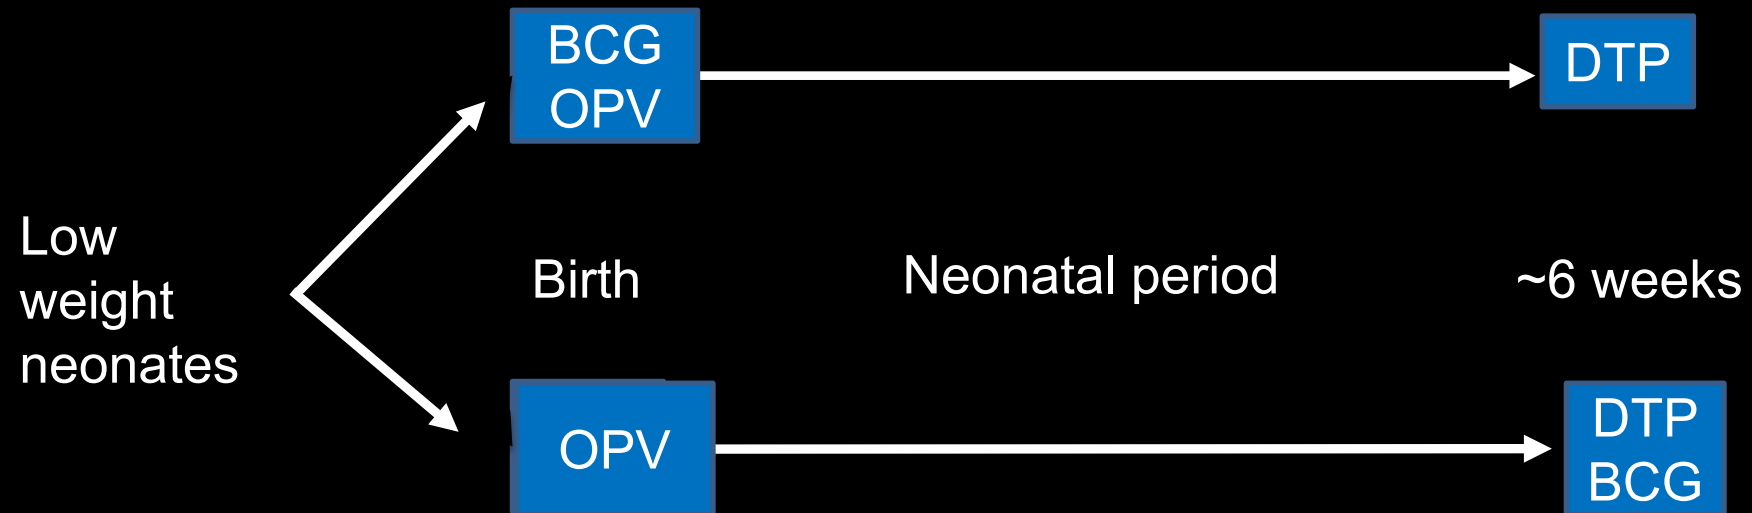 BCG
OPV
DTP
Low
weight
neonates
Birth
Neonatal period
~6 weeks
OPV
DTP
BCG